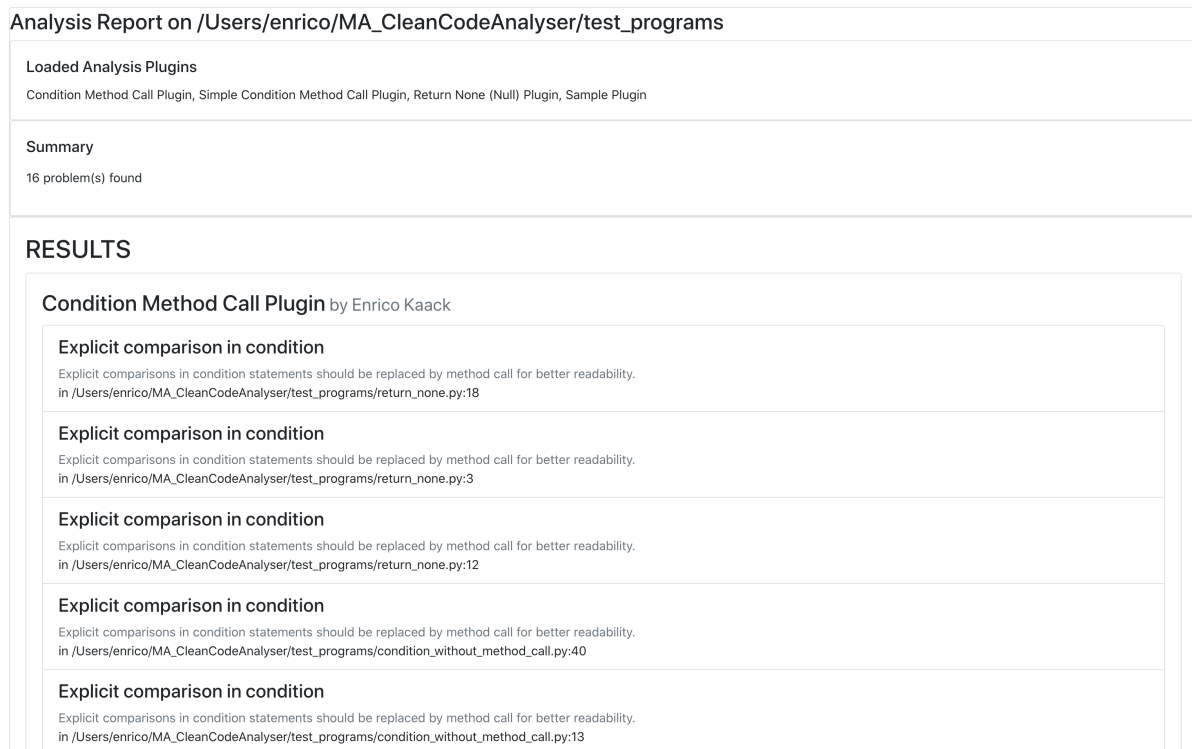 Analysis Report on /Users/enrico/MA_CleanCodeAnalyser/test_programs
Loaded Analysis Plugins
Condition Method Call Plugin, Simple Condition Method Call Plugin, Return None (Null) Plugin, Sample Plugin
Summary
16 problem(s) found
RESULTS
Condition Method Call Plugin by Enrico Kaack
Explicit comparison in condition
Explicit comparisons in condition statements should be replaced by method call for better readability.
in /Users/enrico/MA_CleanCodeAnalyser/test_programs/return_none.py:18
Explicit comparison in condition
Explicit comparisons in condition statements should be replaced by method call for better readability.
in /Users/enrico/MA_CleanCodeAnalyser/test_programs/return_none.py:3
Explicit comparison in condition
Explicit comparisons in condition statements should be replaced by method call for better readability.
in /Users/enrico/MA_CleanCodeAnalyser/test_programs/return_none.py:12
Explicit comparison in condition
Explicit comparisons in condition statements should be replaced by method call for better readability.
in /Users/enrico/MA_CleanCodeAnalyser/test_programs/condition_without_method_call.py:40
Explicit comparison in condition
Explicit comparisons in condition statements should be replaced by method call for better readability.
in /Users/enrico/MA_CleanCodeAnalyser/test_programs/condition_without_method_call.py:13